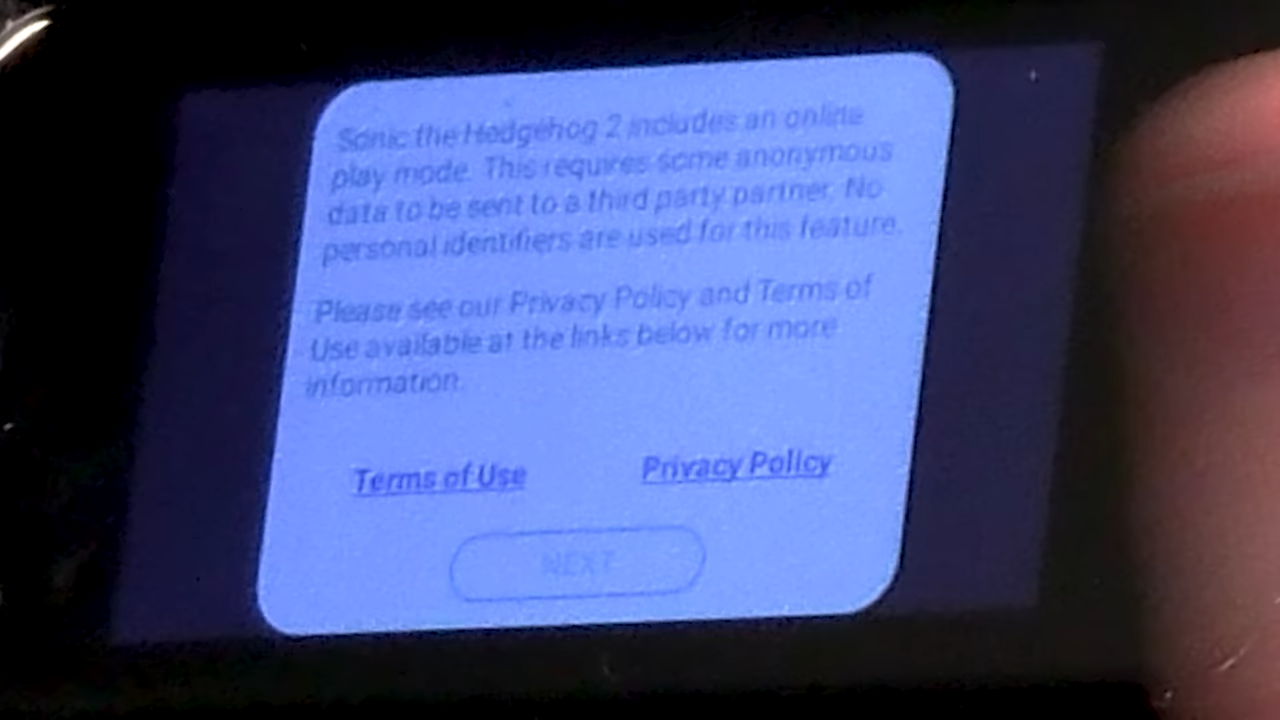 Sonic the Hedgehog 2 includes an online
play mode. This requires some anonymous
data to be sent to a third party partner. No
personal identifiers are used for this feature.
Please see our Privacy Policy and Terms of
Use available at the links below for more
information.
Terms of Use
Privacy Policy
NEXT